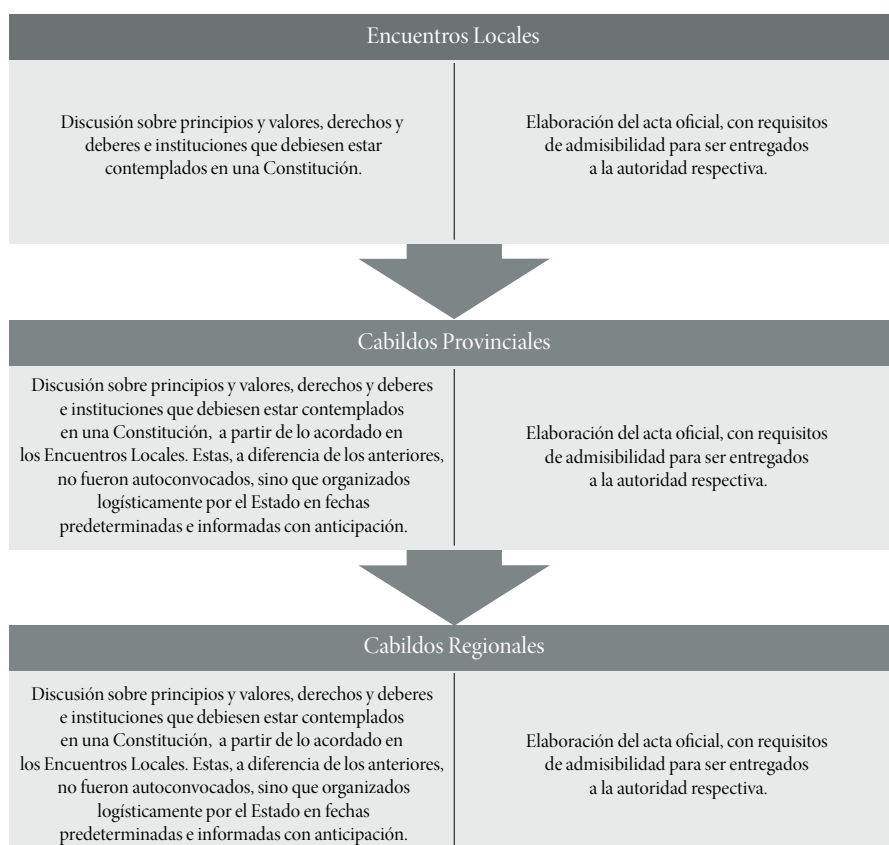 Encuentros Locales
Discusión sobre principios y valores, derechos y
deberes e instituciones que debiesen estar
contemplados en una Constitución.
Elaboración del acta oficial, con requisitos
de admisibilidad para ser entregados
a la autoridad respectiva.
Cabildos Provinciales
Discusión sobre principios y valores, derechos y deberes
e instituciones que debiesen estar contemplados
en una Constitución, a partir de lo acordado en
los Encuentros Locales. Estas, a diferencia de los anteriores,
no fueron autoconvocados, sino que organizados
logísticamente por el Estado en fechas
predeterminadas e informadas con anticipación.
Elaboración del acta oficial, con requisitos
de admisibilidad para ser entregados
a la autoridad respectiva.
Cabildos Regionales
Discusión sobre principios y valores, derechos y deberes
e instituciones que debiesen estar contemplados
en una Constitución, a partir de lo acordado en
los Encuentros Locales. Estas, a diferencia de los anteriores,
no fueron autoconvocados, sino que organizados
logísticamente por el Estado en fechas
predeterminadas e informadas con anticipación.
Elaboración del acta oficial, con requisitos
de admisibilidad para ser entregados
a la autoridad respectiva.